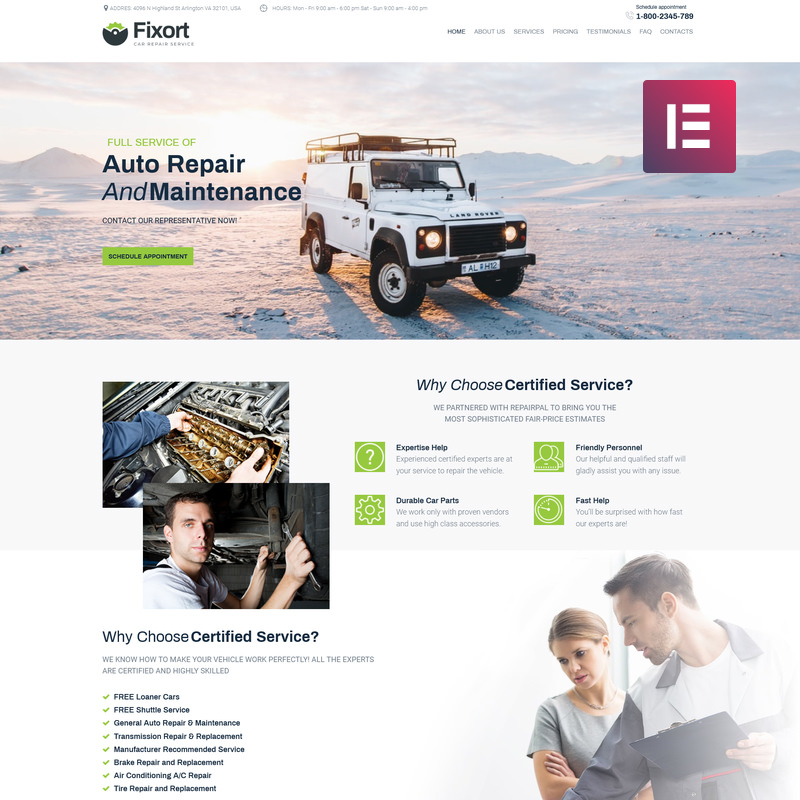 ADDRES: 4096 N Highland St Arlington VA 32101, USA
HOURS: Mon - Fri 9:00 am - 6:00 pm Sat - Sun 9:00 am - 4:00 pm
Schedule appointment
1-800-2345-789
Fixort
CAR REPAIR SERVICE
HOME ABOUT US SERVICES PRICING TESTIMONIALS FAQ CONTACTS
FULL SERVICE OF
Auto Repair
And Maintenance
CONTACT OUR REPRESENTATIVE NOW!
SCHEDULE APPOINTMENT
LAND ROVER
AL H12
Why Choose Certified Service?
WE PARTNERED WITH REPAIRPAL TO BRING YOU THE
MOST SOPHISTICATED FAIR-PRICE ESTIMATES
Expertise Help
Experienced certified experts are at
your service to repair the vehicle.
Friendly Personnel
Our helpful and qualified staff will
gladly assist you with any issue.
Durable Car Parts
We work only with proven vendors
and use high class accessories.
Fast Help
You'll be surprised with how fast
our experts are!
Why Choose Certified Service?
WE KNOW HOW TO MAKE YOUR VEHICLE WORK PERFECTLY! ALL THE EXPERTS
ARE CERTIFIED AND HIGHLY SKILLED
FREE Loaner Cars
FREE Shuttle Service
General Auto Repair & Maintenance
Transmission Repair & Replacement
Manufacturer Recommended Service
Brake Repair and Replacement
Air Conditioning A/C Repair
Tire Repair and Replacement